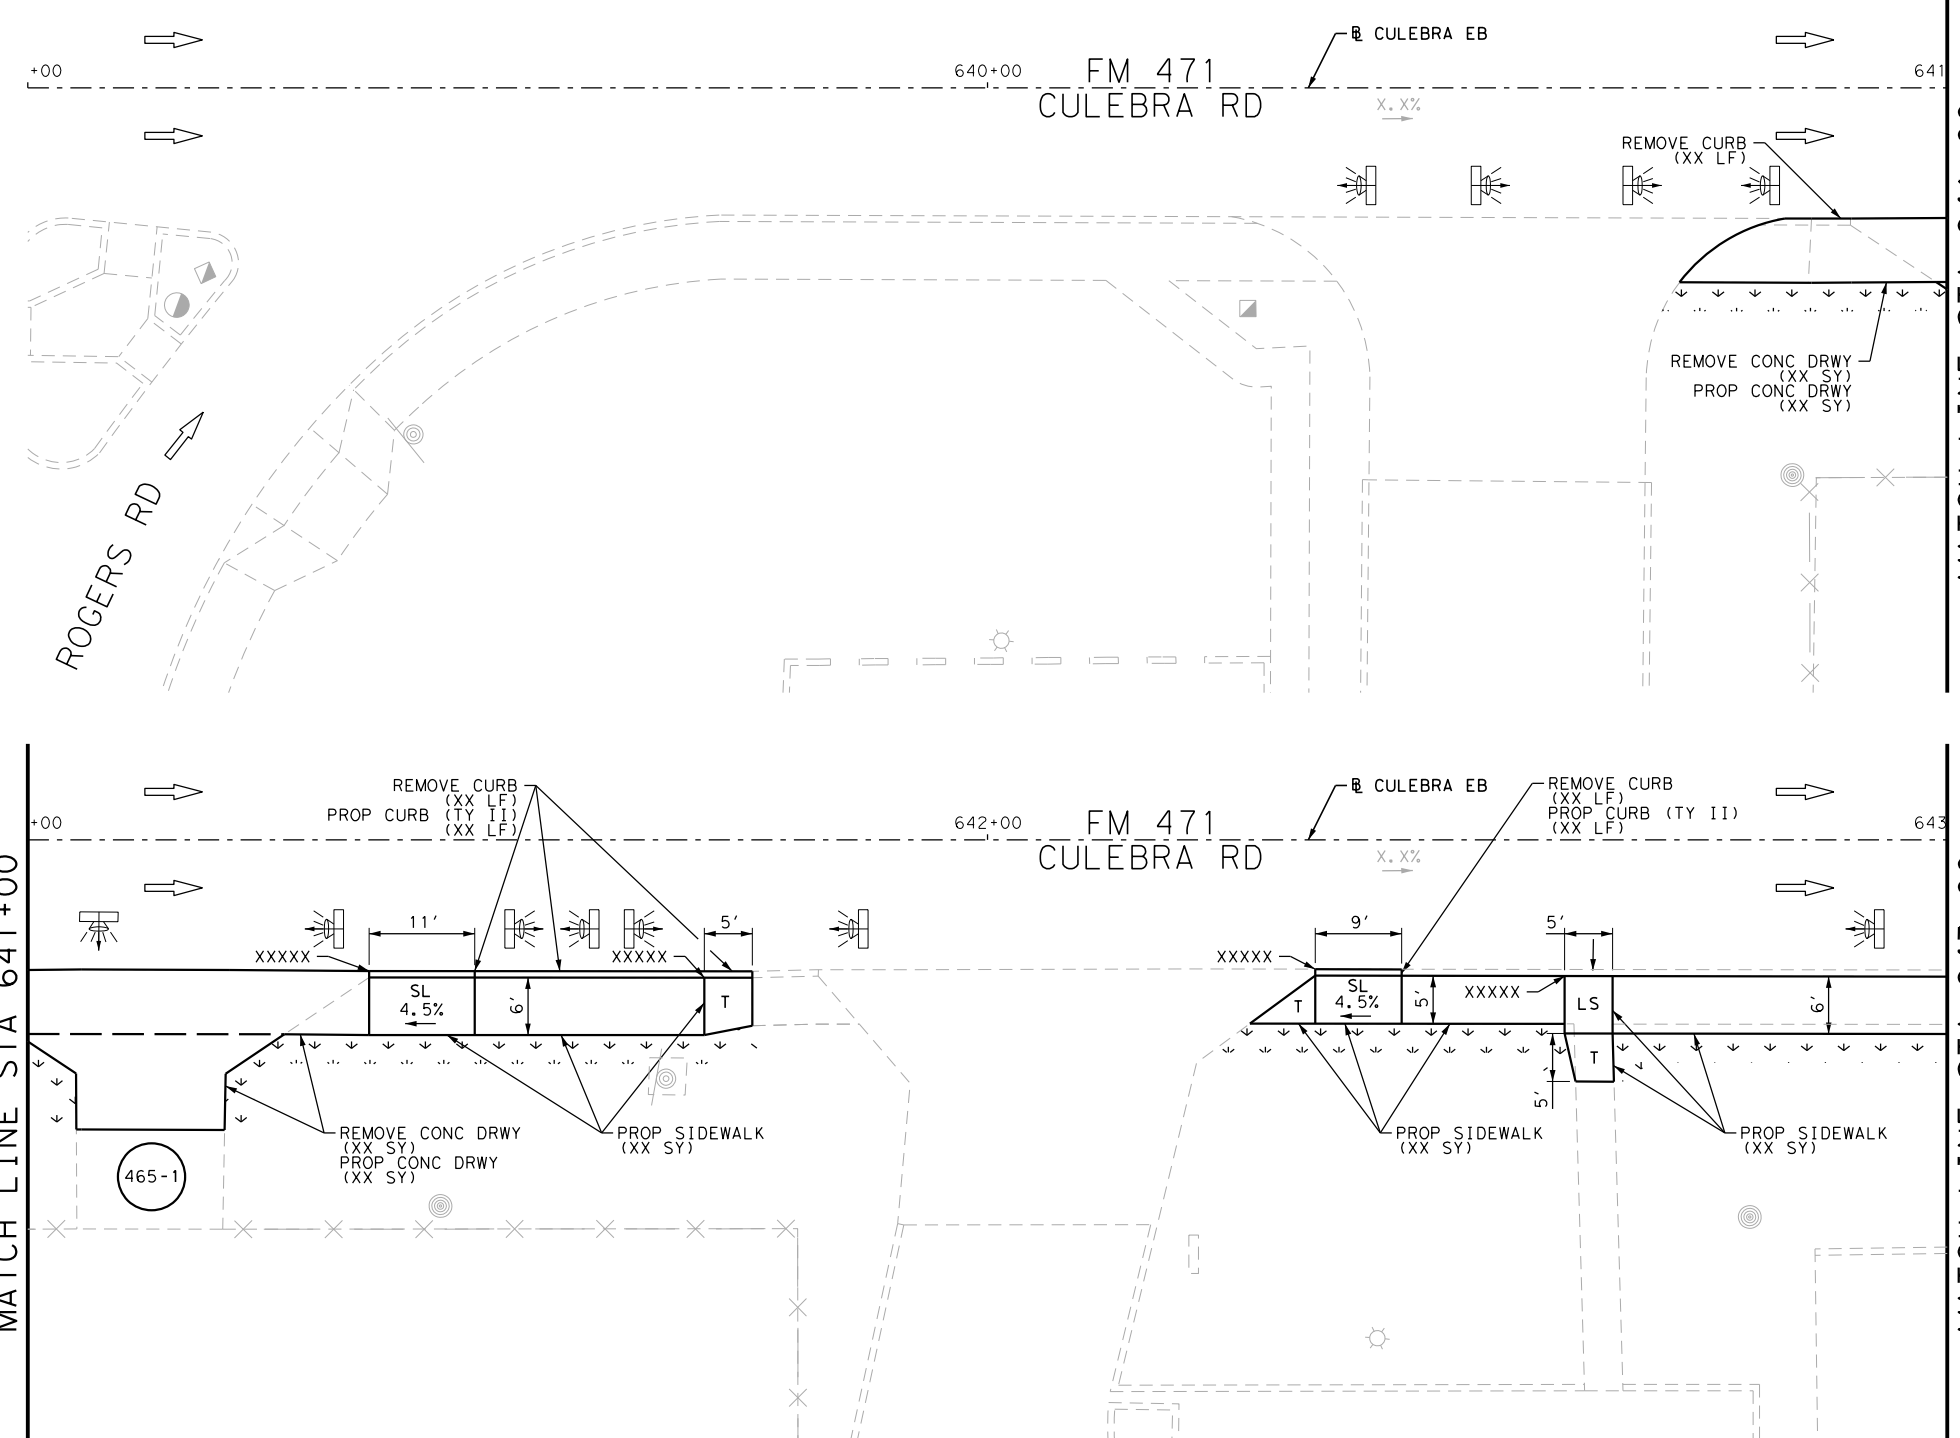 +00
640+00
FM 471
CULEBRA RD
℄ CULEBRA EB
641
X.X%
REMOVE CURB
(XX LF)
REMOVE CONC DRWY
(XX SY)
PROP CONC DRWY
(XX SY)
ROGERS RD
MATCH LINE STA 641+00
+00
642+00
FM 471
CULEBRA RD
℄ CULEBRA EB
643
X.X%
REMOVE CURB
(XX LF)
PROP CURB (TY II)
(XX LF)
REMOVE CURB
(XX LF)
PROP CURB (TY II)
(XX LF)
11'
5'
9'
5'
XXXXX
XXXXX
XXXXX
XXXXX
SL
4.5%
6'
T
T
SL
4.5%
5'
LS
6'
T
5'
REMOVE CONC DRWY
(XX SY)
PROP CONC DRWY
(XX SY)
PROP SIDEWALK
(XX SY)
PROP SIDEWALK
(XX SY)
PROP SIDEWALK
(XX SY)
465-1